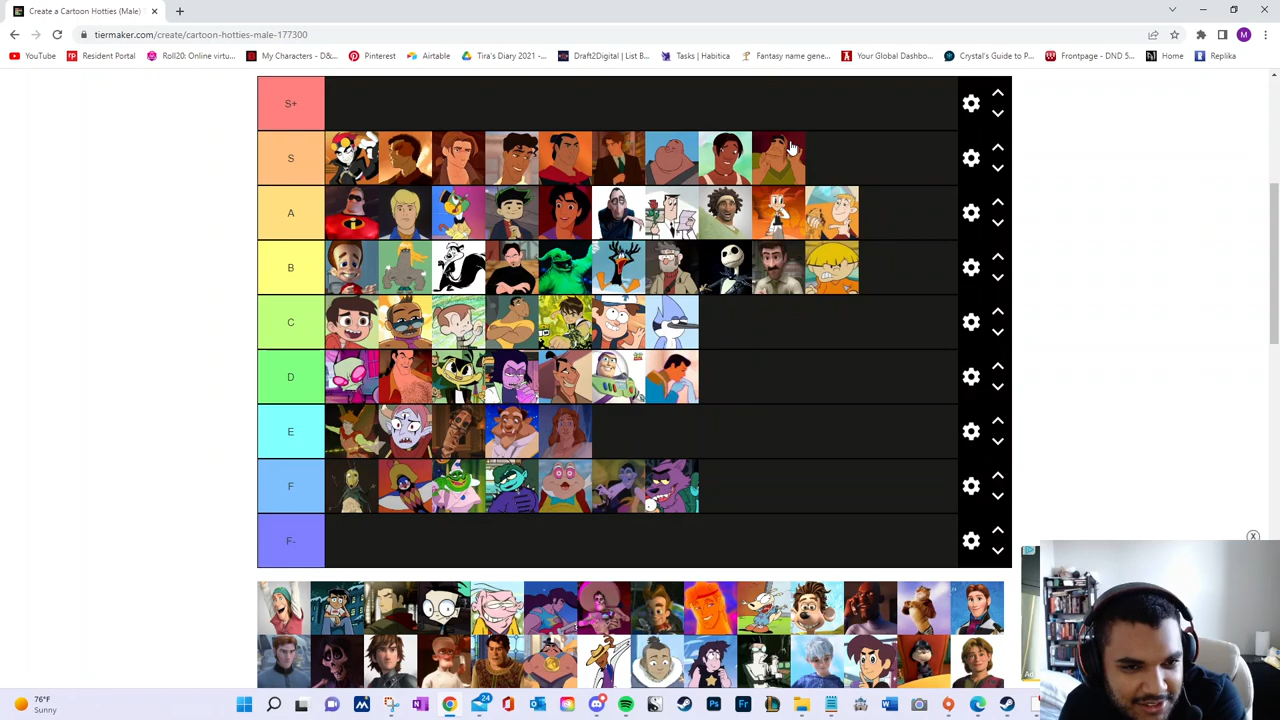 Create a Cartoon Hotties (Male)
tiermaker.com/create/cartoon-hotties-male-177300
M
YouTube
Resident Portal
Roll20: Online virtu...
My Characters - D&...
Pinterest
Airtable
Tira's Diary 2021 -...
Draft2Digital | List B...
Tasks | Habitica
Fantasy name gene...
Your Global Dashbo...
Crystal's Guide to P...
Frontpage - DND 5...
Home
Replika
S+
S
A
B
C
D
E
F
F-
76°F
Sunny
24